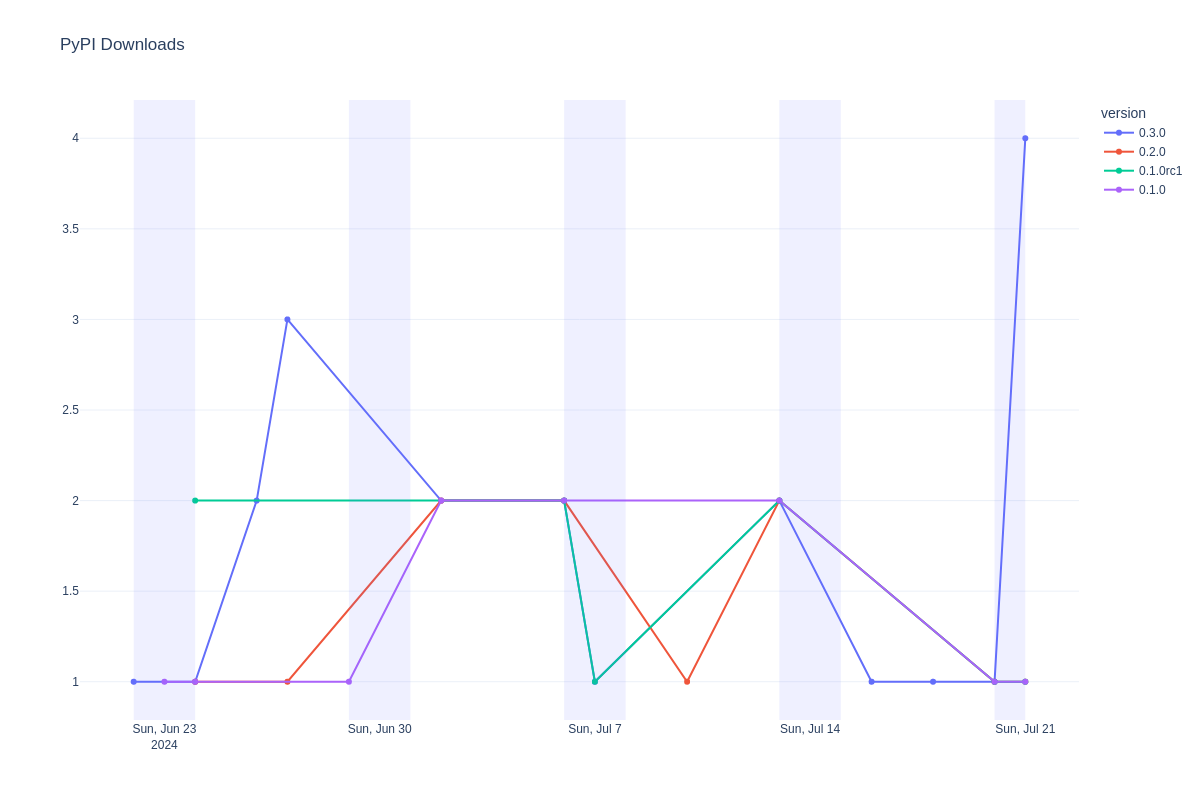 PyPI Downloads
version
0.3.0
0.2.0
0.1.0rc1
0.1.0
4
3.5
3
2.5
2
1.5
1
Sun, Jun 23
2024
Sun, Jun 30
Sun, Jul 7
Sun, Jul 14
Sun, Jul 21